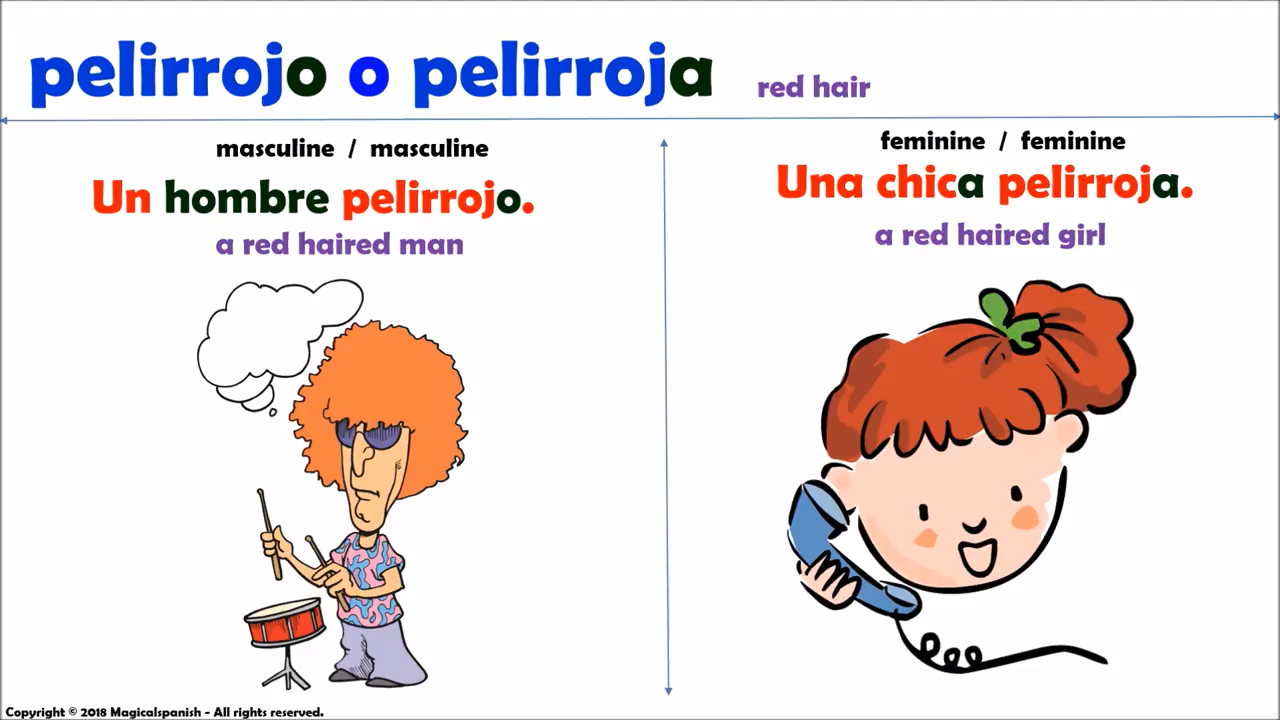 pelirrojo o pelirroja red hair
masculine / masculine
Un hombre pelirrojo.
a red haired man
feminine / feminine
Una chica pelirroja.
a red haired girl
Copyright © 2018 Magicalspanish - All rights reserved.